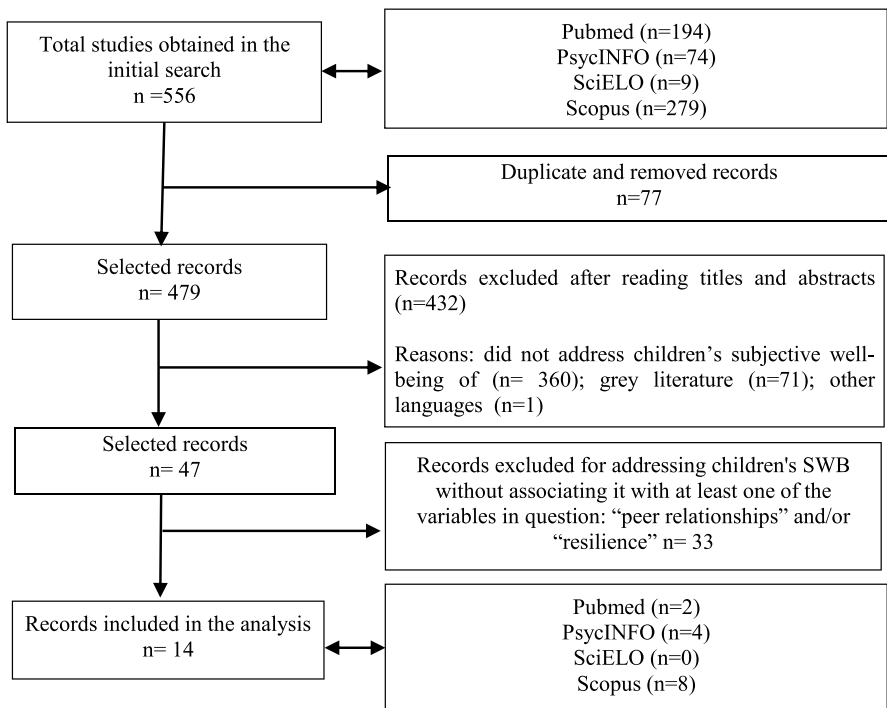 Total studies obtained in the
initial search
n =556
Pubmed (n=194)
PsycINFO (n=74)
SciELO (n=9)
Scopus (n=279)
Duplicate and removed records
n=77
Selected records
n= 479
Records excluded after reading titles and abstracts
(n=432)
Reasons: did not address children’s subjective well-
being of (n= 360); grey literature (n=71); other
languages (n=1)
Selected records
n= 47
Records excluded for addressing children's SWB
without associating it with at least one of the
variables in question: “peer relationships” and/or
“resilience” n= 33
Records included in the analysis
n= 14
Pubmed (n=2)
PsycINFO (n=4)
SciELO (n=0)
Scopus (n=8)